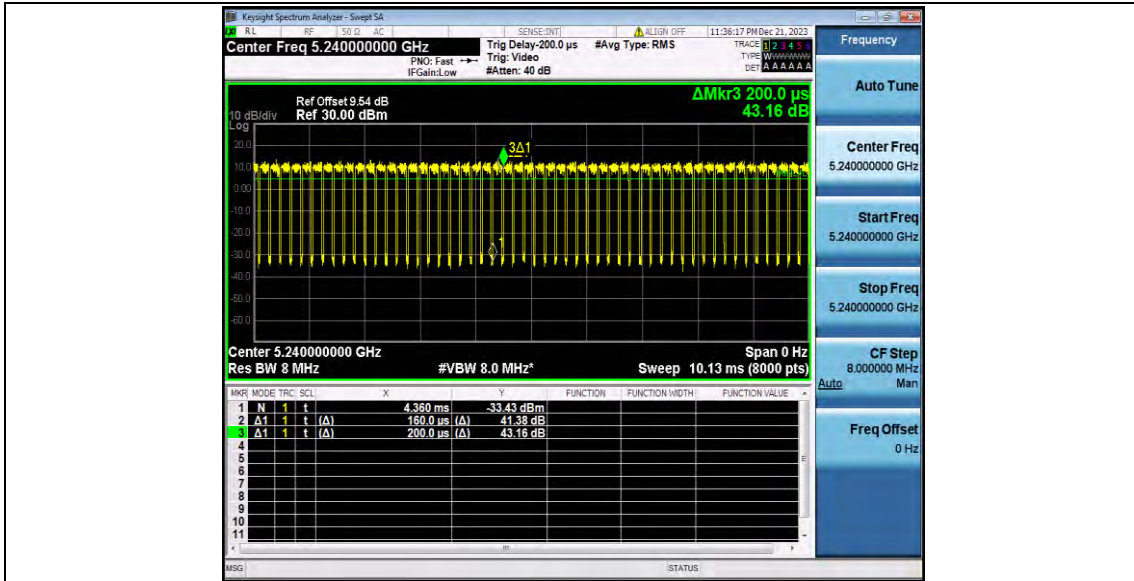 Keysight Spectrum Analyzer - Swept SA
RL RF 50 Ω AC SENSE:INT ALIGN OFF 11:36:17 PM Dec 21, 2023
Center Freq 5.240000000 GHz Trig Delay-200.0 µs #Avg Type: RMS TRACE 1 2 3 4 5 6
PNO: Fast Trig: Video TYPE W
IFGain:Low #Atten: 40 dB DET A A A A A A
Frequency
Auto Tune
Center Freq
5.240000000 GHz
Start Freq
5.240000000 GHz
Stop Freq
5.240000000 GHz
CF Step
8.000000 MHz
Auto Man
Freq Offset
0 Hz
ΔMkr3 200.0 µs
43.16 dB
Ref Offset 9.54 dB
10 dB/div Ref 30.00 dBm
Log
20.0
10.0
0.00
-10.0
-20.0
-30.0
-40.0
-50.0
-60.0
3Δ1
1
Center 5.240000000 GHz Span 0 Hz
Res BW 8 MHz #VBW 8.0 MHz* Sweep 10.13 ms (8000 pts)
MKR MODE TRC SCL X Y FUNCTION FUNCTION WIDTH FUNCTION VALUE
1 N 1 t 4.360 ms -33.43 dBm
2 Δ1 1 t (Δ) 160.0 µs (Δ) 41.38 dB
3 Δ1 1 t (Δ) 200.0 µs (Δ) 43.16 dB
4
5
6
7
8
9
10
11
MSG STATUS